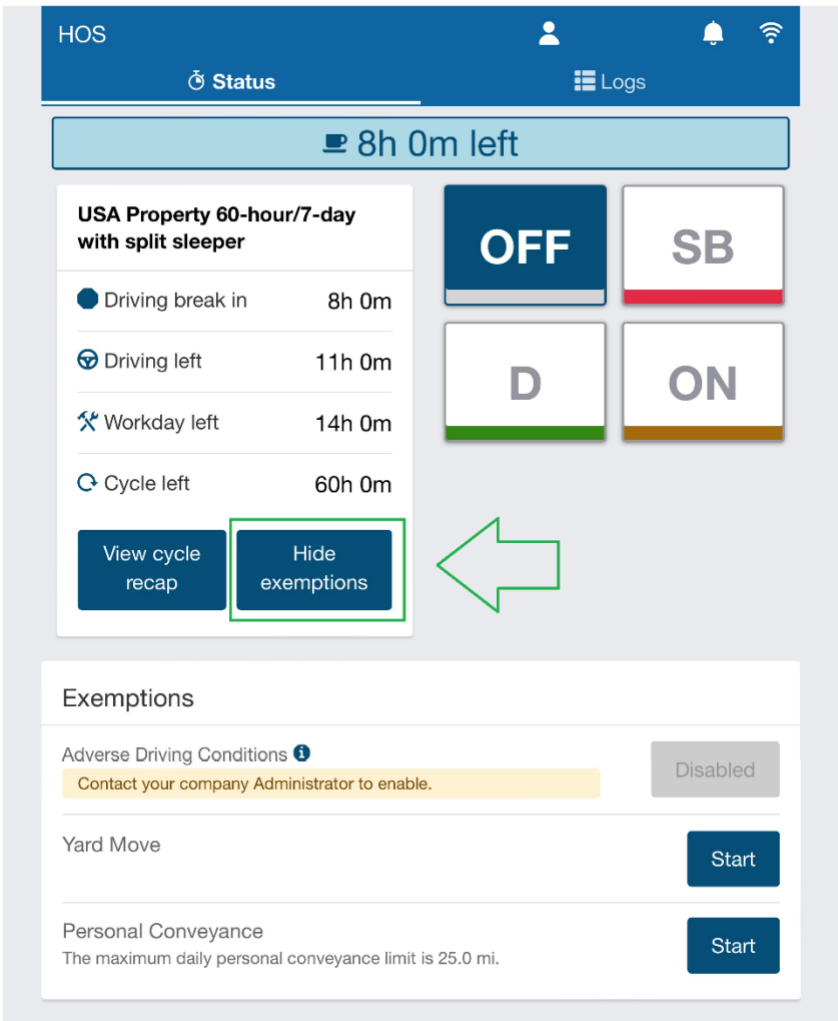 HOS
Status
Logs
8h 0m left
USA Property 60-hour/7-day
with split sleeper
Driving break in 8h 0m
Driving left 11h 0m
Workday left 14h 0m
Cycle left 60h 0m
View cycle
recap
Hide
exemptions
OFF
SB
D
ON
Exemptions
Adverse Driving Conditions
Contact your company Administrator to enable.
Disabled
Yard Move
Start
Personal Conveyance
The maximum daily personal conveyance limit is 25.0 mi.
Start